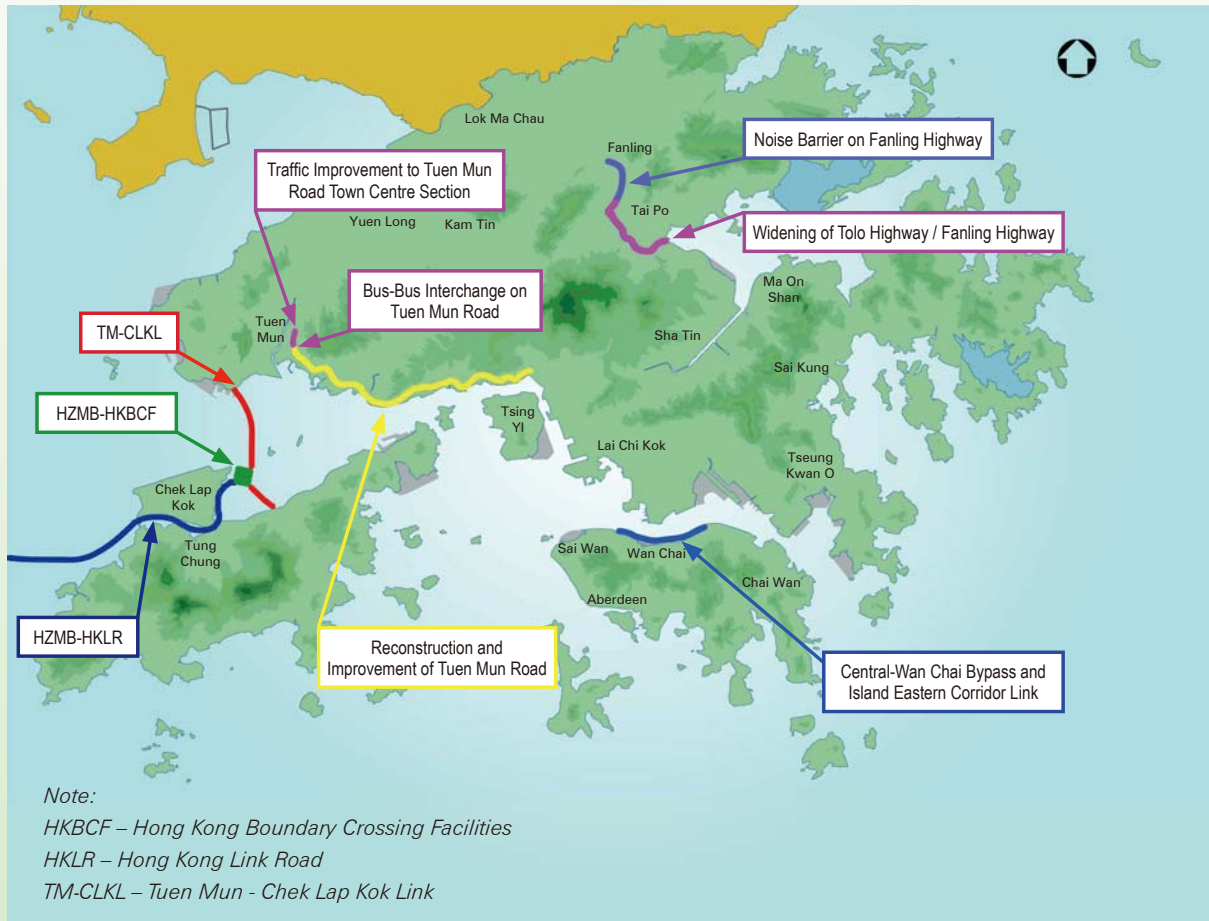 Lok Ma Chau
Fanling
Noise Barrier on Fanling Highway
Traffic Improvement to Tuen Mun
Road Town Centre Section
Yuen Long
Kam Tin
Tai Po
Widening of Tolo Highway / Fanling Highway
Bus-Bus Interchange on
Tuen Mun Road
Ma On
Shan
Tuen
Mun
TM-CLKL
Sha Tin
Sai Kung
HZMB-HKBCF
Tsing
YI
Lai Chi Kok
Tseung
Kwan O
Chek Lap
Kok
Tung
Chung
Sai Wan
Wan Chai
Chai Wan
Aberdeen
HZMB-HKLR
Reconstruction and
Improvement of Tuen Mun Road
Central-Wan Chai Bypass and
Island Eastern Corridor Link
Note:
HKBCF – Hong Kong Boundary Crossing Facilities
HKLR – Hong Kong Link Road
TM-CLKL – Tuen Mun - Chek Lap Kok Link